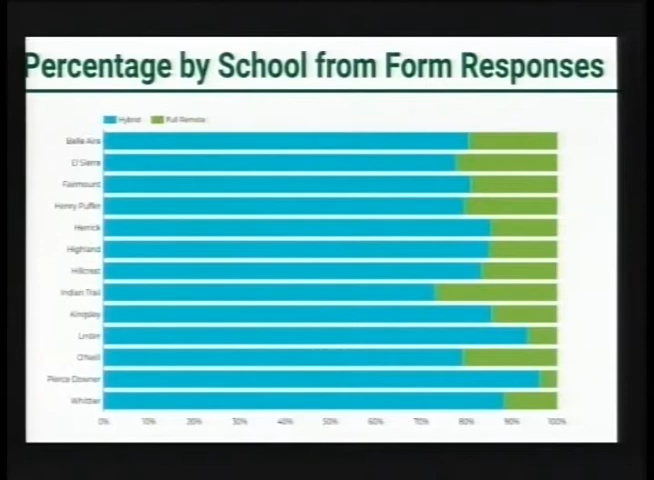 Percentage by School from Form Responses
Hybrid Full Remote
Belle Aire
El Sierra
Fairmount
Henry Puffer
Herrick
Highland
Hillcrest
Indian Trail
Kingsley
Lester
O'Neill
Pierce Downer
Whittier
0% 10% 20% 30% 40% 50% 60% 70% 80% 90% 100%